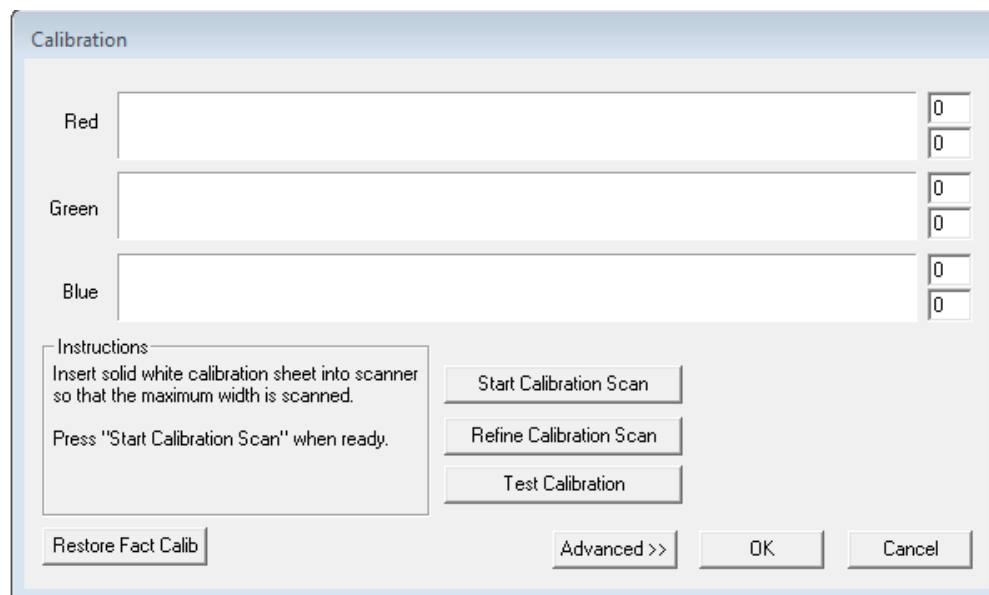 Calibration
Red
0
0
Green
0
0
Blue
0
0
Instructions
Insert solid white calibration sheet into scanner
so that the maximum width is scanned.
Press "Start Calibration Scan" when ready.
Start Calibration Scan
Refine Calibration Scan
Test Calibration
Restore Fact Calib
Advanced >>
OK
Cancel